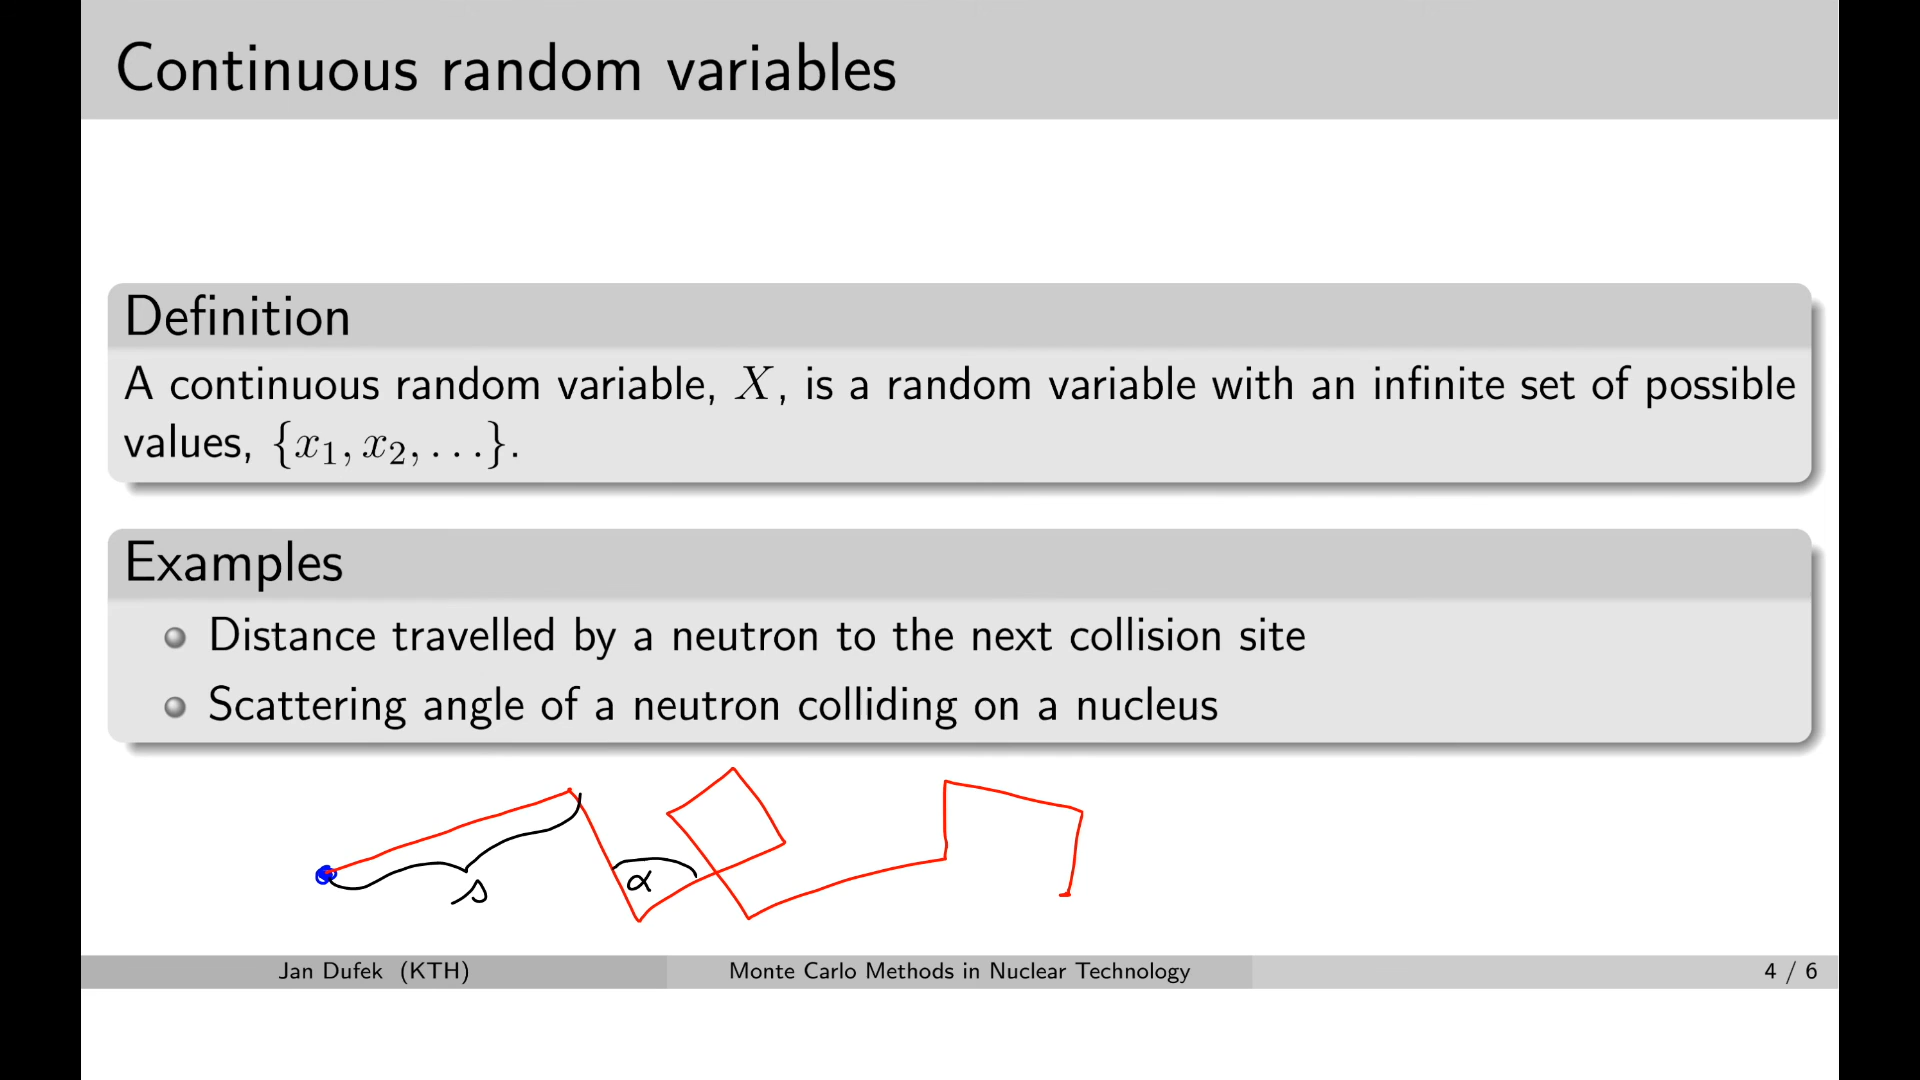 Continuous random variables
Definition
A continuous random variable, X, is a random variable with an infinite set of possible
values, {x₁, x₂, . . .}.
Examples
Distance travelled by a neutron to the next collision site
Scattering angle of a neutron colliding on a nucleus
α
s
Jan Dufek (KTH)
Monte Carlo Methods in Nuclear Technology
4 / 6